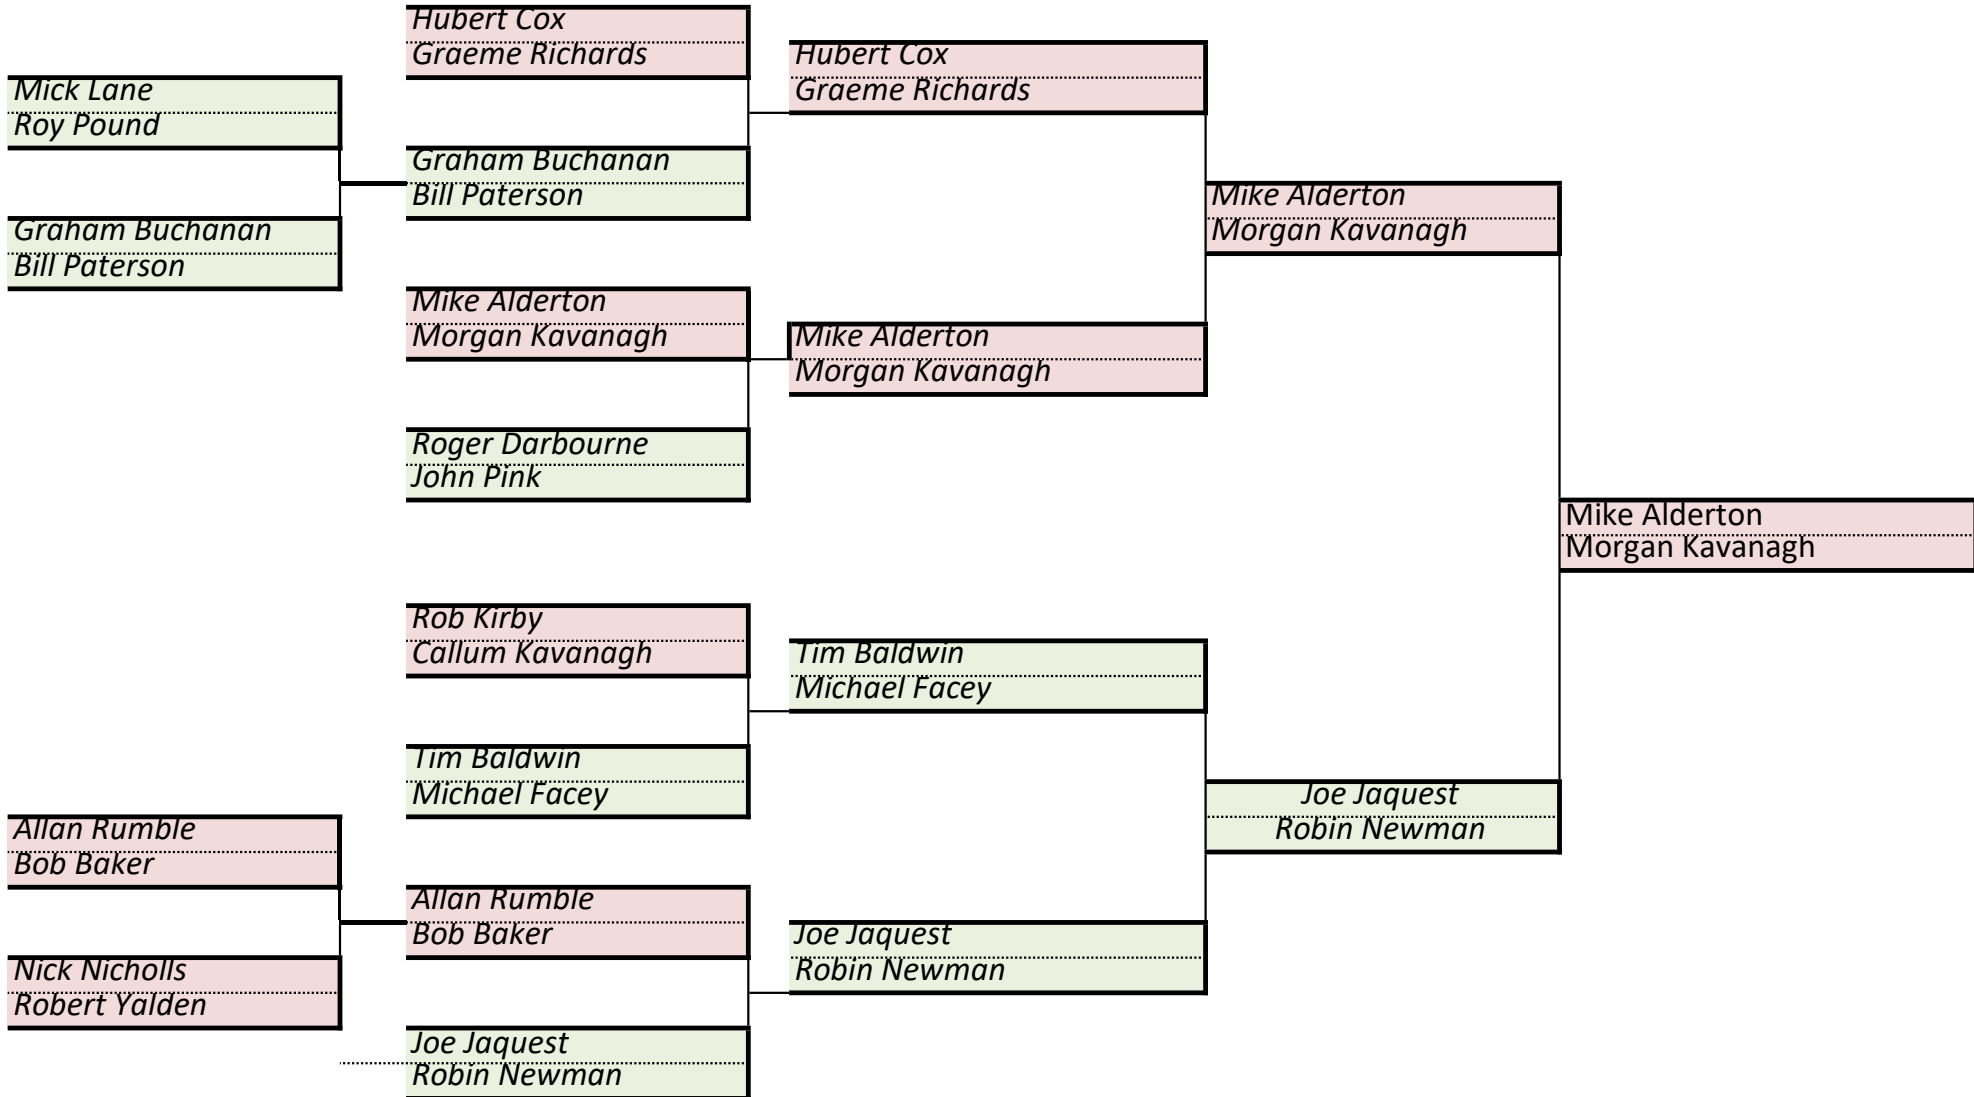 Hubert Cox
Graeme Richards
Hubert Cox
Graeme Richards
Mick Lane
Roy Pound
Graham Buchanan
Bill Paterson
Mike Alderton
Morgan Kavanagh
Graham Buchanan
Bill Paterson
Mike Alderton
Morgan Kavanagh
Mike Alderton
Morgan Kavanagh
Roger Darbourne
John Pink
Mike Alderton
Morgan Kavanagh
Rob Kirby
Callum Kavanagh
Tim Baldwin
Michael Facey
Tim Baldwin
Michael Facey
Joe Jaquest
Robin Newman
Allan Rumble
Bob Baker
Allan Rumble
Bob Baker
Joe Jaquest
Robin Newman
Nick Nicholls
Robert Yalden
Joe Jaquest
Robin Newman